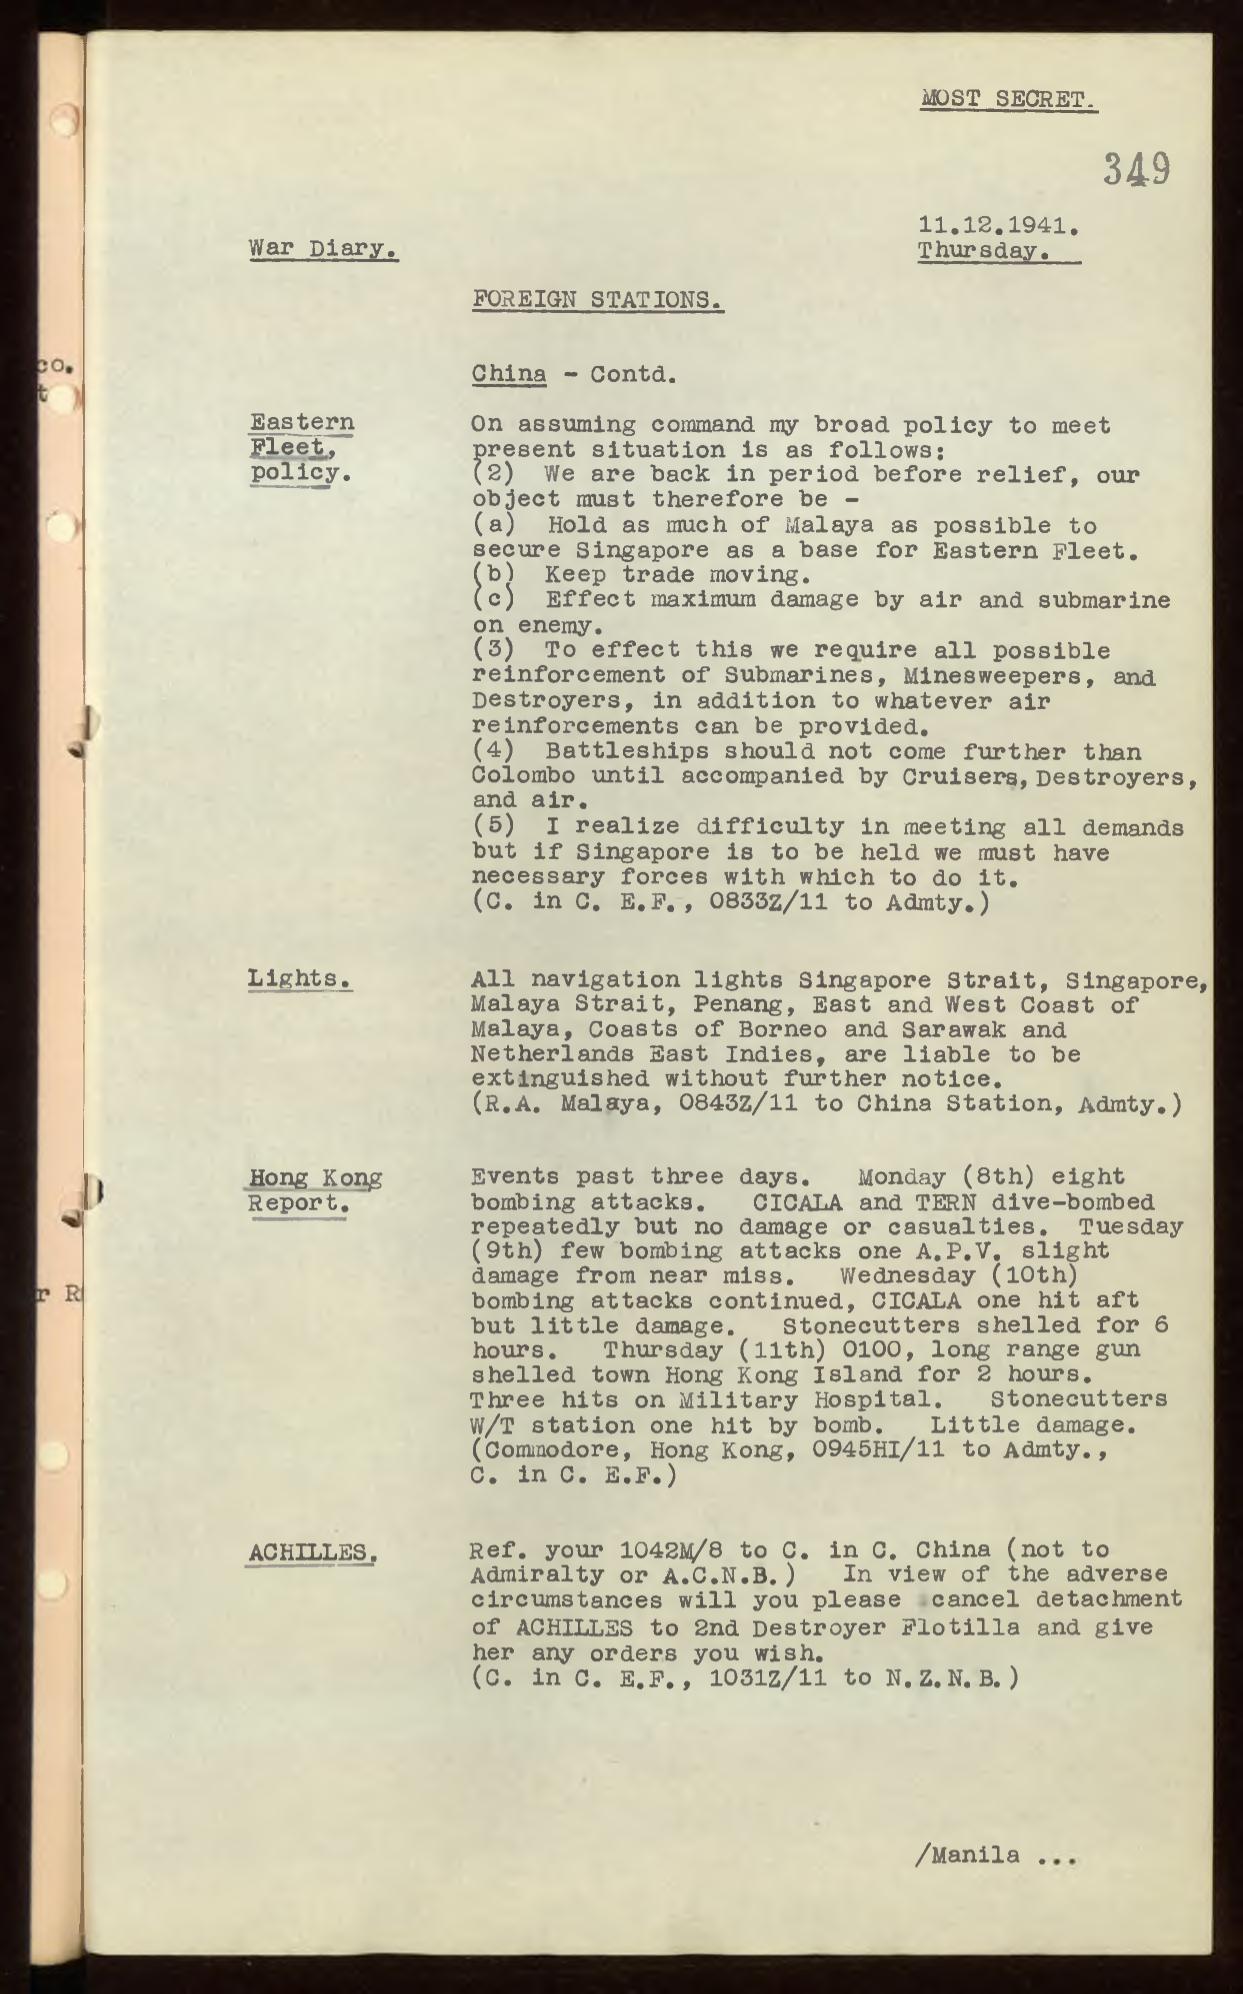 MOST SECRET.
349
11.12.1941.
War Diary.
Thursday.
FOREIGN STATIONS.
China - Contd.
Eastern
Fleet,
policy.
On assuming command my broad policy to meet
present situation is as follows:
(2) We are back in period before relief, our
object must therefore be -
(a) Hold as much of Malaya as possible to
secure Singapore as a base for Eastern Fleet.
(b) Keep trade moving.
(c) Effect maximum damage by air and submarine
on enemy.
(3) To effect this we require all possible
reinforcement of Submarines, Minesweepers, and
Destroyers, in addition to whatever air
reinforcements can be provided.
(4) Battleships should not come further than
Colombo until accompanied by Cruisers, Destroyers,
and air.
(5) I realize difficulty in meeting all demands
but if Singapore is to be held we must have
necessary forces with which to do it.
(C. in C. E.F., 0833Z/11 to Admty.)
Lights.
All navigation lights Singapore Strait, Singapore,
Malaya Strait, Penang, East and West Coast of
Malaya, Coasts of Borneo and Sarawak and
Netherlands East Indies, are liable to be
extinguished without further notice.
(R.A. Malaya, 0843Z/11 to China Station, Admty.)
Hong Kong
Report.
Events past three days. Monday (8th) eight
bombing attacks. CICALA and TERN dive-bombed
repeatedly but no damage or casualties. Tuesday
(9th) few bombing attacks one A.P.V. slight
damage from near miss. Wednesday (10th)
bombing attacks continued, CICALA one hit aft
but little damage. Stonecutters shelled for 6
hours. Thursday (11th) 0100, long range gun
shelled town Hong Kong Island for 2 hours.
Three hits on Military Hospital. Stonecutters
W/T station one hit by bomb. Little damage.
(Commodore, Hong Kong, 0945HI/11 to Admty.,
C. in C. E.F.)
ACHILLES.
Ref. your 1042M/8 to C. in C. China (not to
Admiralty or A.C.N.B.) In view of the adverse
circumstances will you please cancel detachment
of ACHILLES to 2nd Destroyer Flotilla and give
her any orders you wish.
(C. in C. E.F., 1031Z/11 to N.Z.N.B.)
/Manila ...
co.
t
r R